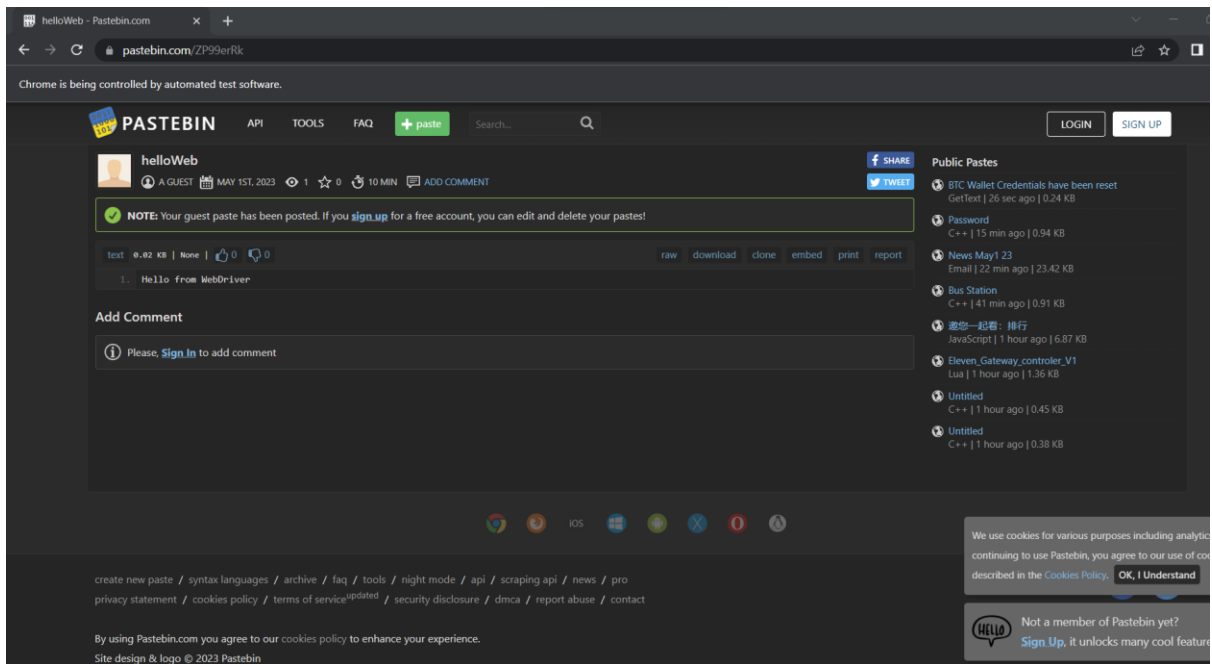 helloWeb - Pastebin.com
pastebin.com/ZP99erRk
Chrome is being controlled by automated test software.
PASTEBIN API TOOLS FAQ paste Search... LOGIN SIGN UP
helloWeb
A GUEST MAY 1ST, 2023 1 0 10 MIN ADD COMMENT
SHARE
TWEET
NOTE: Your guest paste has been posted. If you sign up for a free account, you can edit and delete your pastes!
text 0.02 KB | None | 0 0 raw download clone embed print report
1. Hello from WebDriver
Add Comment
Please, Sign In to add comment
Public Pastes
BTC Wallet Credentials have been reset
GetText | 26 sec ago | 0.24 KB
Password
C++ | 15 min ago | 0.94 KB
News May1 23
Email | 22 min ago | 23.42 KB
Bus Station
C++ | 41 min ago | 0.91 KB
邀您一起看：排行
JavaScript | 1 hour ago | 6.87 KB
Eleven_Gateway_controler_V1
Lua | 1 hour ago | 1.36 KB
Untitled
C++ | 1 hour ago | 0.45 KB
Untitled
C++ | 1 hour ago | 0.38 KB
iOS
create new paste / syntax languages / archive / faq / tools / night mode / api / scraping api / news / pro
privacy statement / cookies policy / terms of service updated / security disclosure / dmca / report abuse / contact
By using Pastebin.com you agree to our cookies policy to enhance your experience.
Site design & logo © 2023 Pastebin
We use cookies for various purposes including analytic
continuing to use Pastebin, you agree to our use of
described in the Cookies Policy. OK, I Understand
HELLO
Not a member of Pastebin yet?
Sign Up, it unlocks many cool feature